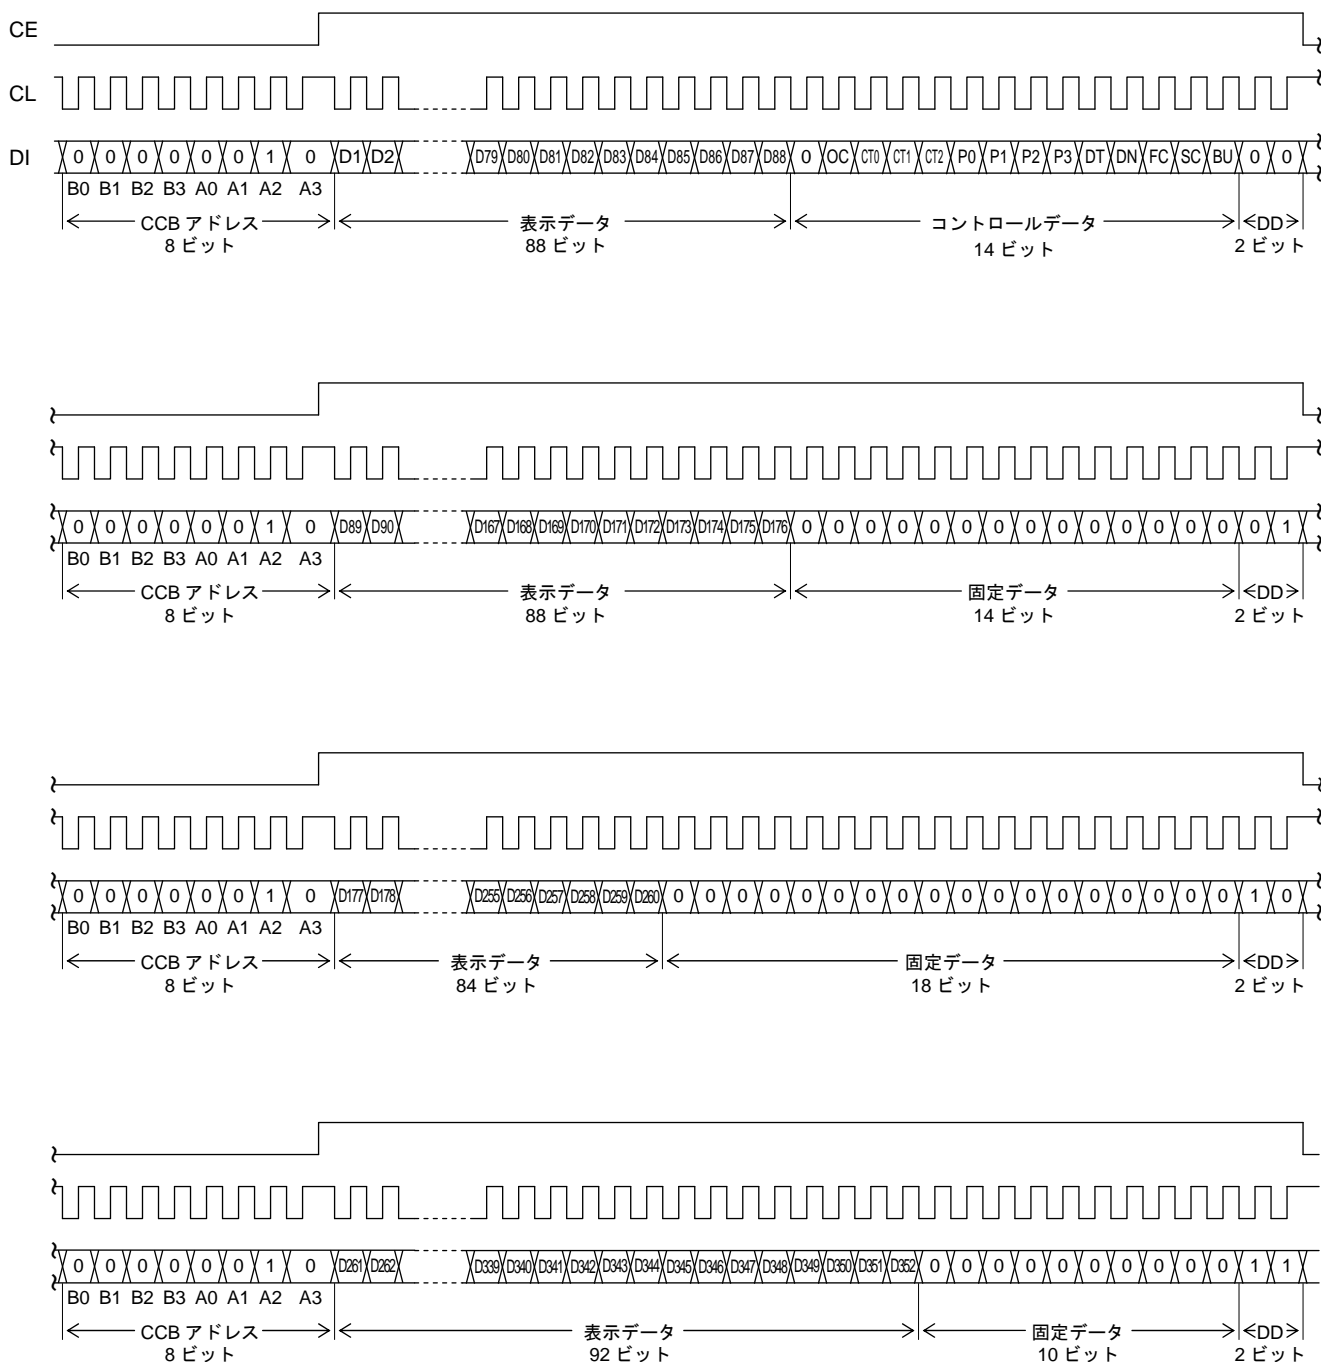 CE
CL
DI 0 0 0 0 0 0 1 0 D1 D2 D79 D80 D81 D82 D83 D84 D85 D86 D87 D88 0 OC CT0 CT1 CT2 P0 P1 P2 P3 DT DN FC SC BU 0 0
B0 B1 B2 B3 A0 A1 A2 A3
CCB アドレス 表示データ コントロールデータ DD
8 ビット 88 ビット 14 ビット 2 ビット
0 0 0 0 0 0 1 0 D89 D90 D167 D168 D169 D170 D171 D172 D173 D174 D175 D176 0 0 0 0 0 0 0 0 0 0 0 0 0 0 0 1
B0 B1 B2 B3 A0 A1 A2 A3
CCB アドレス 表示データ 固定データ DD
8 ビット 88 ビット 14 ビット 2 ビット
0 0 0 0 0 0 1 0 D177 D178 D255 D256 D257 D258 D259 D260 0 0 0 0 0 0 0 0 0 0 0 0 0 0 0 0 0 0 1 0
B0 B1 B2 B3 A0 A1 A2 A3
CCB アドレス 表示データ 固定データ DD
8 ビット 84 ビット 18 ビット 2 ビット
0 0 0 0 0 0 1 0 D261 D262 D339 D340 D341 D342 D343 D344 D345 D346 D347 D348 D349 D350 D351 D352 0 0 0 0 0 0 0 0 0 0 1 1
B0 B1 B2 B3 A0 A1 A2 A3
CCB アドレス 表示データ 固定データ DD
8 ビット 92 ビット 10 ビット 2 ビット